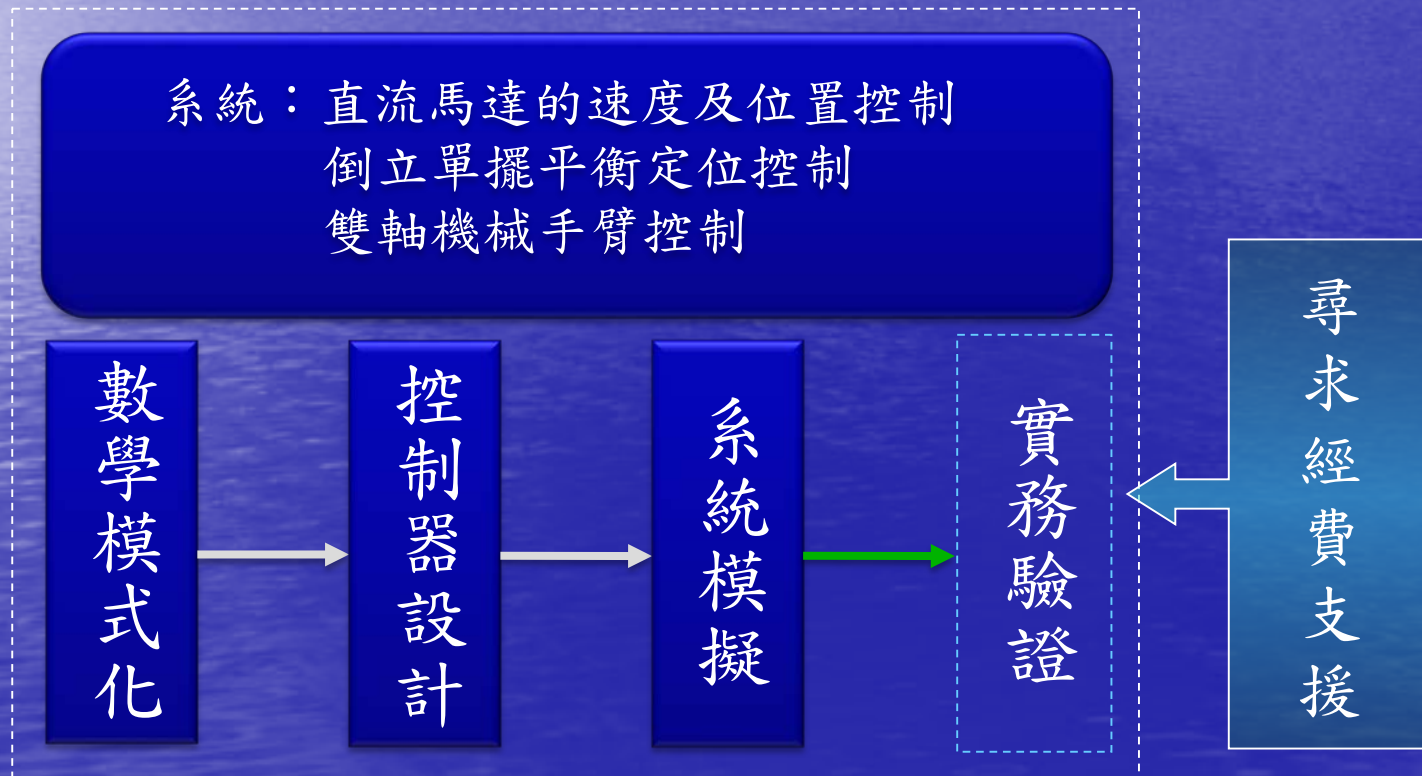 系統：直流馬達的速度及位置控制
倒立單擺平衡定位控制
雙軸機械手臂控制
數學模式化
控制器設計
系統模擬
實務驗證
尋求經費支援